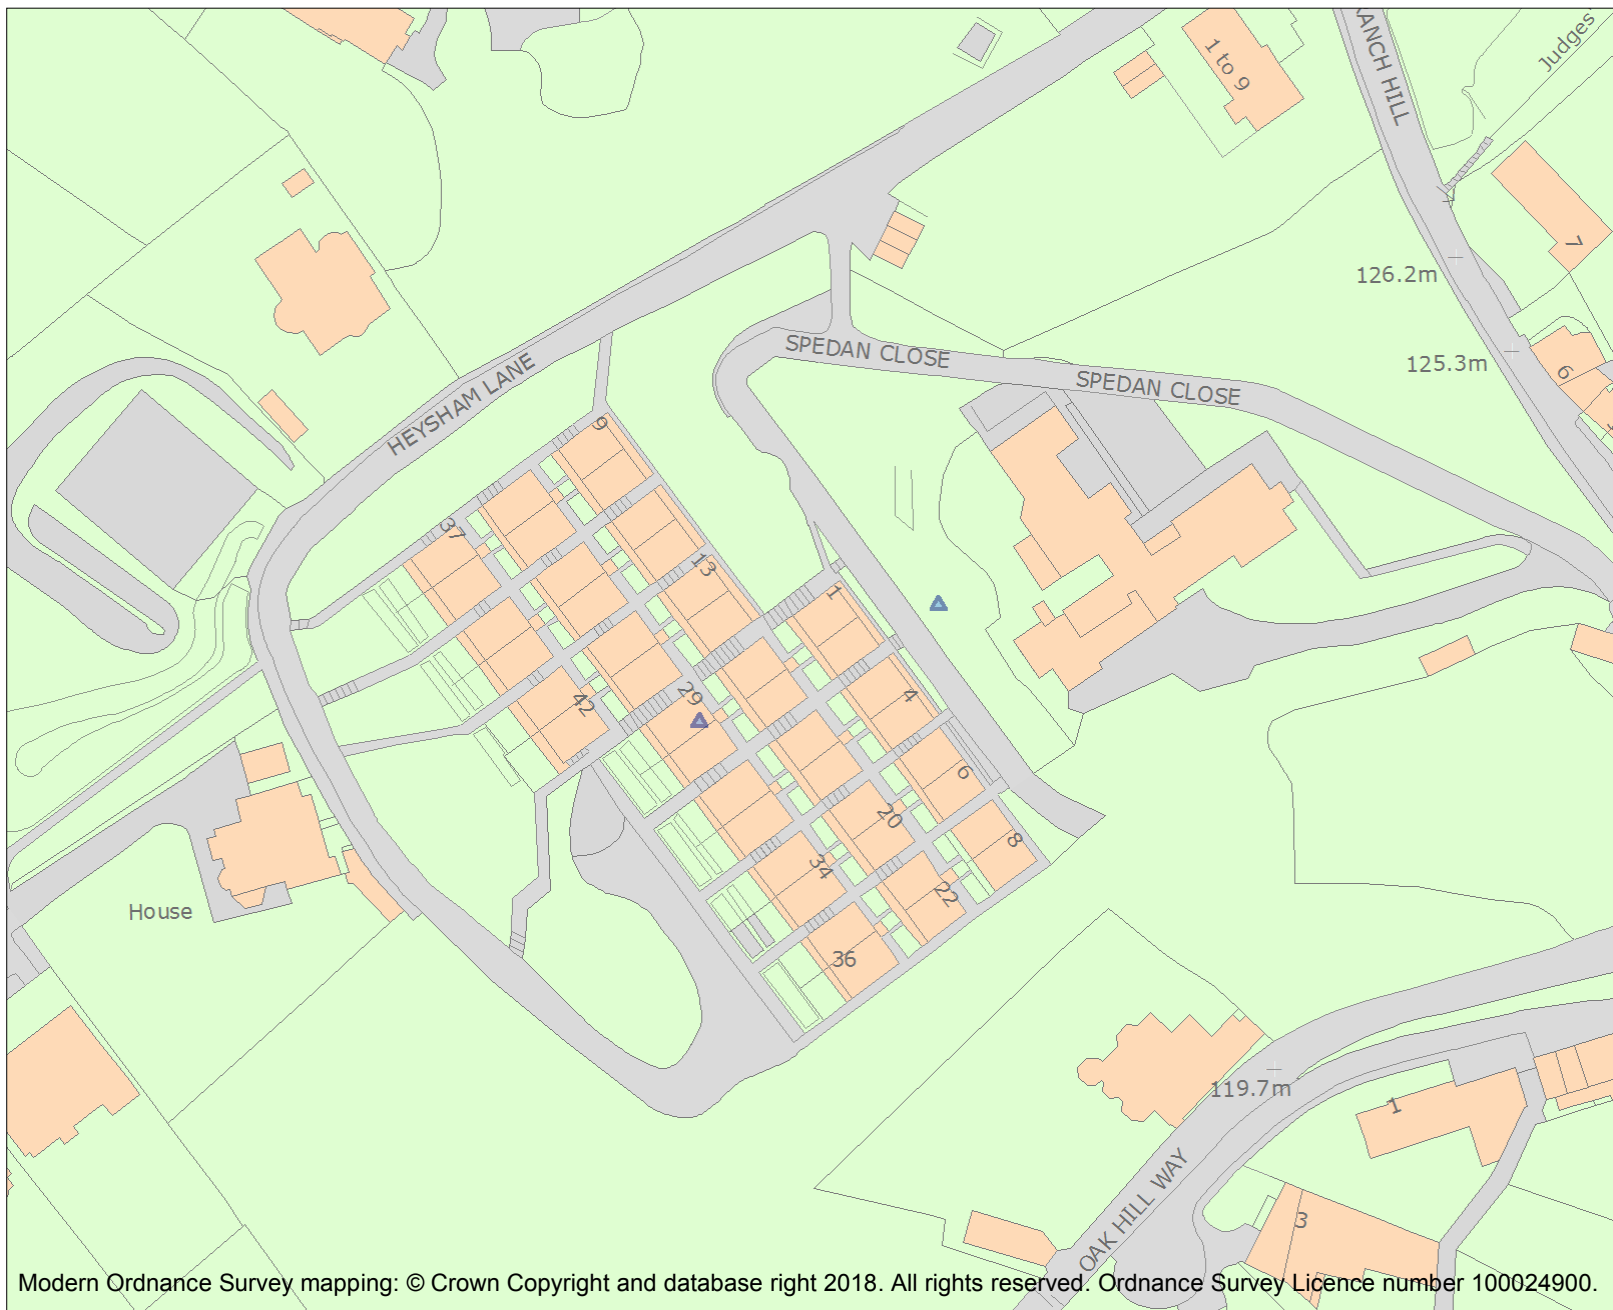 1 to 9
RANCH HILL
Judges
7
126.2m
125.3m
6
SPEDAN CLOSE
SPEDAN CLOSE
HEYSHAM LANE
9
37
13
1
4
29
42
6
20
8
34
22
36
House
119.7m
1
OAK HILL WAY
3
Modern Ordnance Survey mapping: © Crown Copyright and database right 2018. All rights reserved. Ordnance Survey Licence number 100024900.